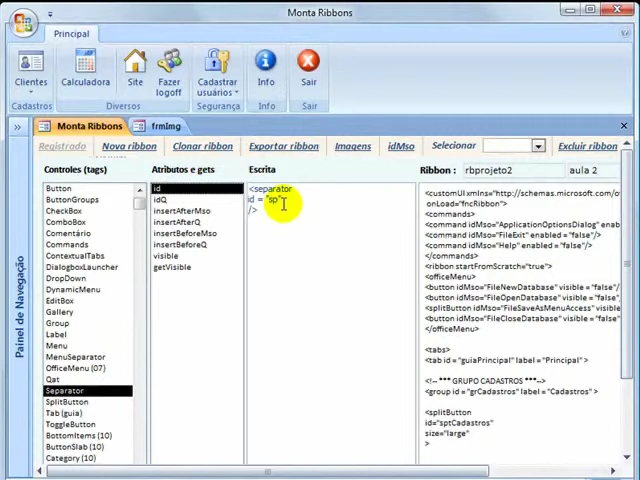 Monta Ribbons
Principal
Clientes
Calculadora
Site
Fazer
logoff
Cadastrar
usuários
Info
Sair
Cadastros
Diversos
Segurança
Info
Sair
Monta Ribbons
frmImg
Registrado
Nova ribbon
Clonar ribbon
Exportar ribbon
Imagens
idMso
Selecionar
Excluir ribbon
Controles (tags)
Atributos e gets
Escrita
Ribbon :
rbprojeto2
aula 2
Painel de Navegação
Button
ButtonGroups
CheckBox
ComboBox
Comentário
Commands
ContextualTabs
DialogboxLauncher
DropDown
DynamicMenu
EditBox
Gallery
Group
Label
Menu
MenuSeparator
OfficeMenu (07)
Qat
Separator
SplitButton
Tab (guia)
ToggleButton
BottomItems (10)
ButtonSlab (10)
Category (10)
id
idQ
insertAfterMso
insertAfterQ
insertBeforeMso
insertBeforeQ
visible
getVisible
<separator
id = "sp"
/>
<customUI xmlns="http://schemas.microsoft.com/o
onLoad="fncRibbon">
<commands>
<command idMso="ApplicationOptionsDialog" enab
<command idMso="FileExit" enabled = "false"/>
<command idMso="Help" enabled = "false"/>
</commands>
<ribbon startFromScratch="true">
<officeMenu>
<button idMso="FileNewDatabase" visible = "false"/
<button idMso="FileOpenDatabase" visible = "false"
<splitButton idMso="FileSaveAsMenuAccess" visible
<button idMso="FileCloseDatabase" visible = "false"
</officeMenu>
<tabs>
<tab id="guiaPrincipal" label = "Principal" >
<!-- *** GRUPO CADASTROS ***-->
<group id="grCadastros" label = "Cadastros" >
<splitButton
id="sptCadastros"
size="large"
>